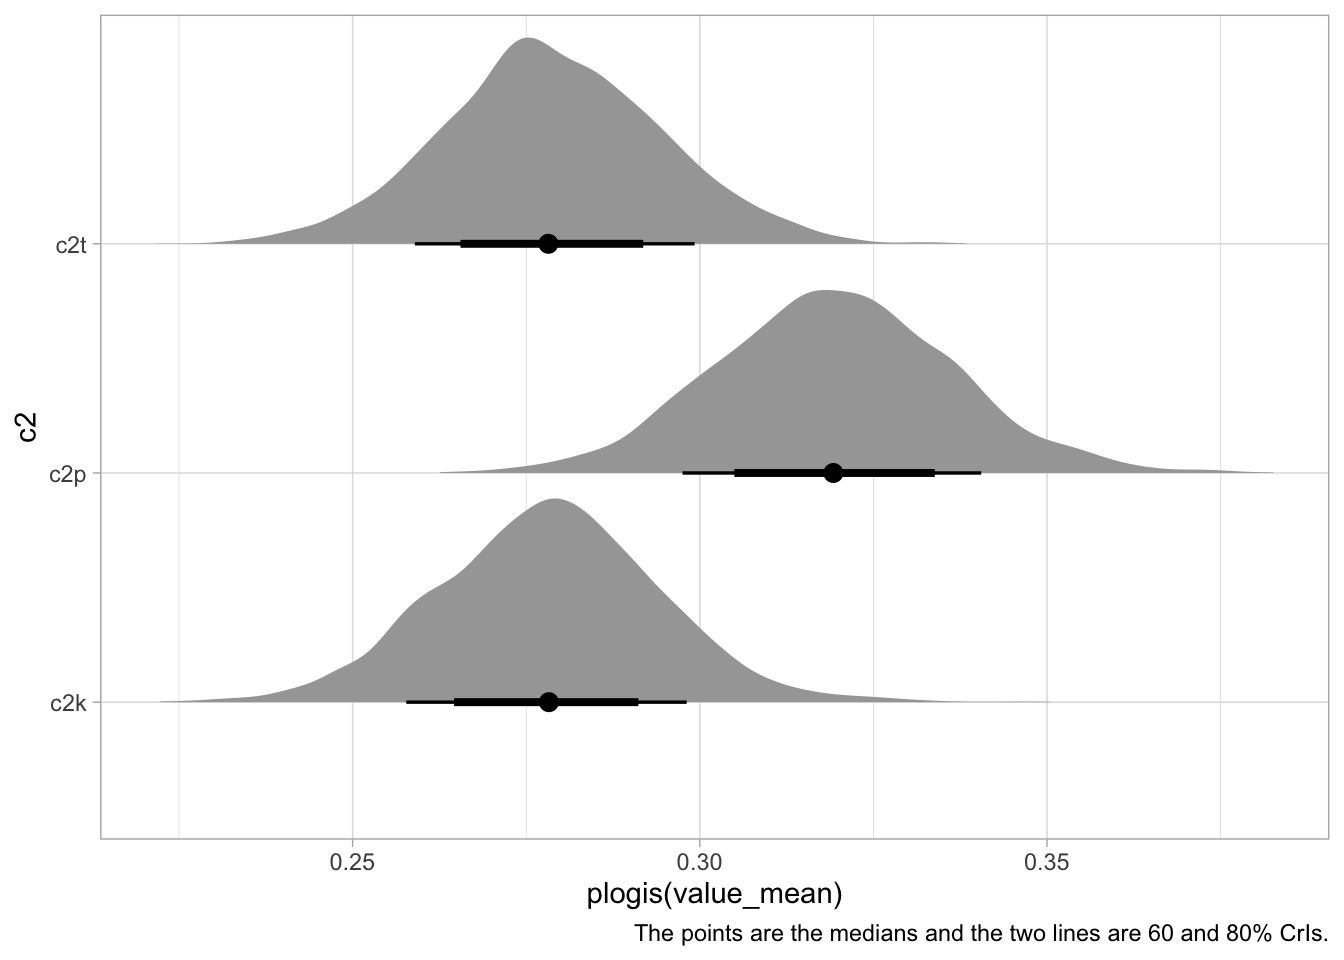 c2
c2t
c2p
c2k
0.25 0.30 0.35
plogis(value_mean)
The points are the medians and the two lines are 60 and 80% CrIs.